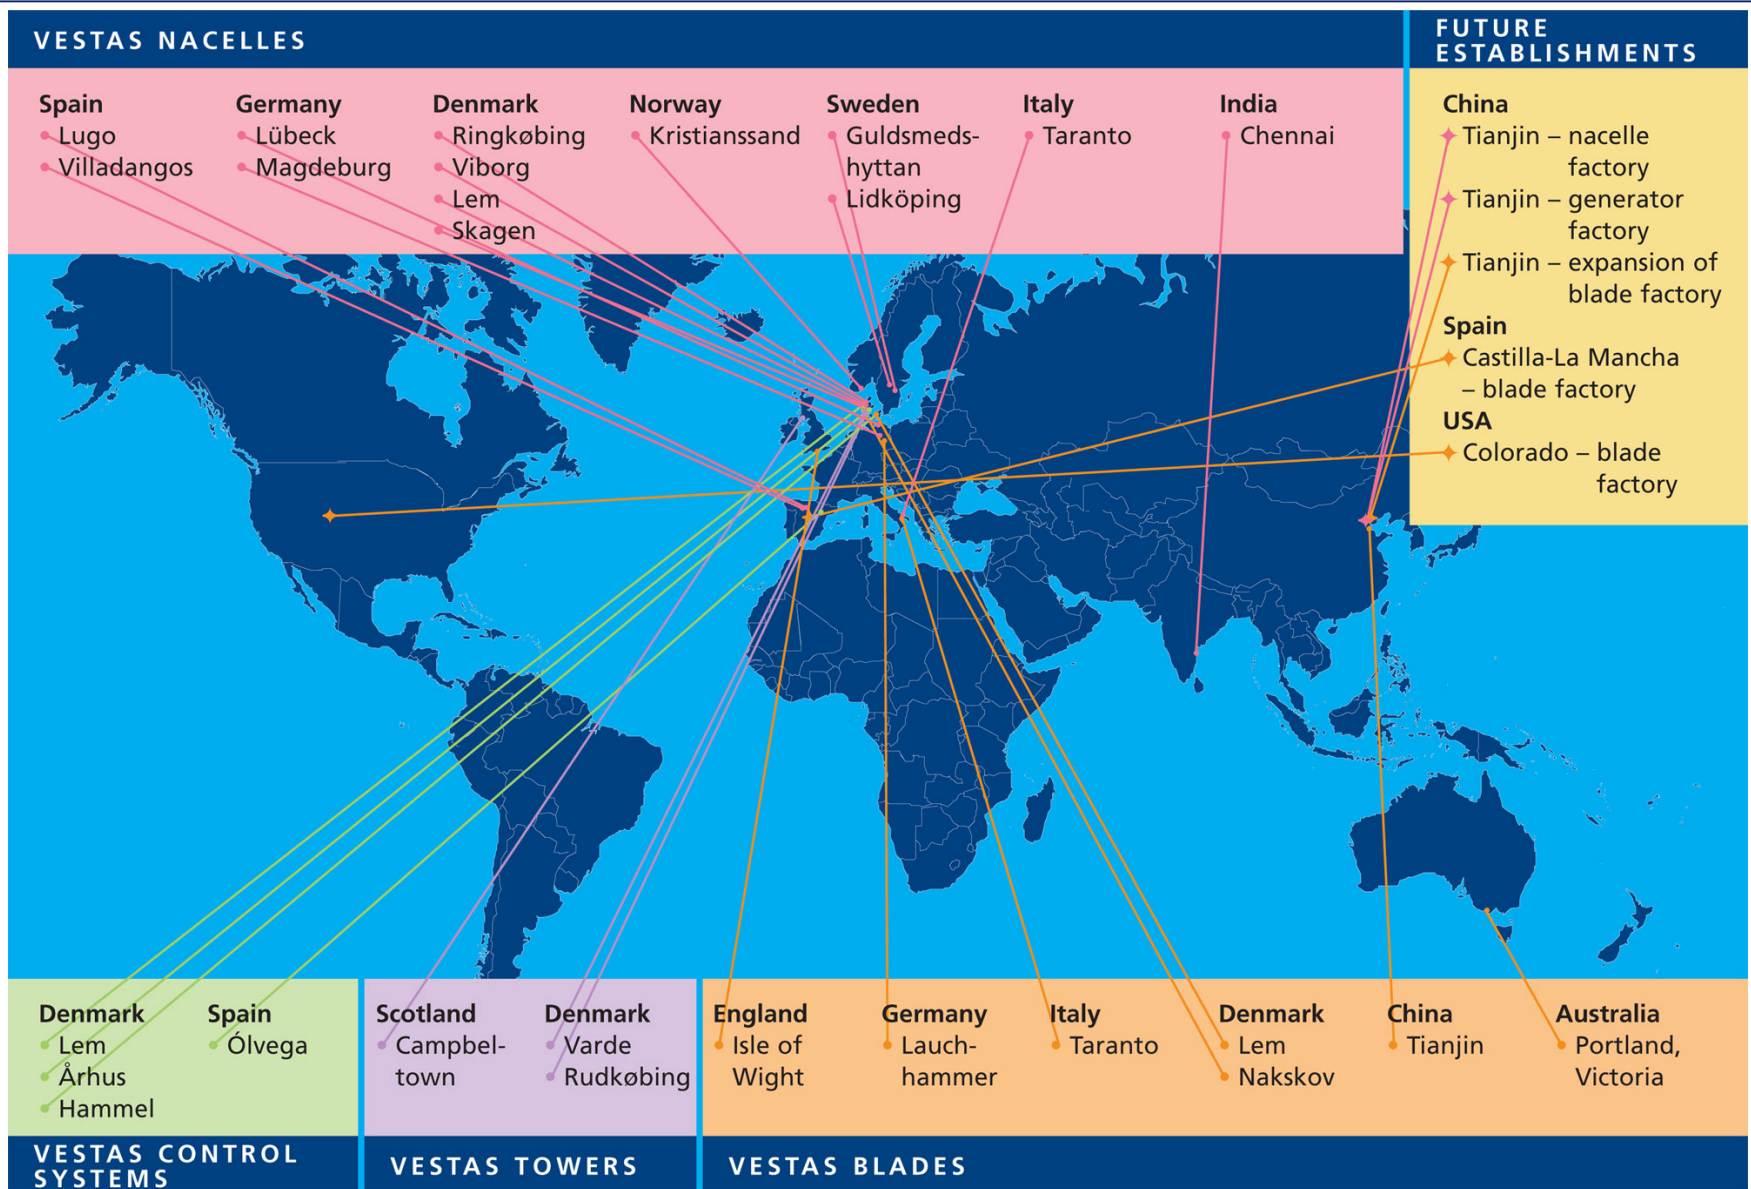 VESTAS NACELLES
Spain
Lugo
Villadangos
Germany
Lübeck
Magdeburg
Denmark
Ringkøbing
Viborg
Lem
Skagen
Norway
Kristianssand
Sweden
Guldsmeds-
hyttan
Lidköping
Italy
Taranto
India
Chennai
FUTURE
ESTABLISHMENTS
China
Tianjin – nacelle
factory
Tianjin – generator
factory
Tianjin – expansion of
blade factory
Spain
Castilla-La Mancha
– blade factory
USA
Colorado – blade
factory
Denmark
Lem
Århus
Hammel
Spain
Ólvega
VESTAS CONTROL
SYSTEMS
Scotland
Campbel-
town
Denmark
Varde
Rudkøbing
VESTAS TOWERS
England
Isle of
Wight
Germany
Lauch-
hammer
Italy
Taranto
Denmark
Lem
Nakskov
China
Tianjin
Australia
Portland,
Victoria
VESTAS BLADES